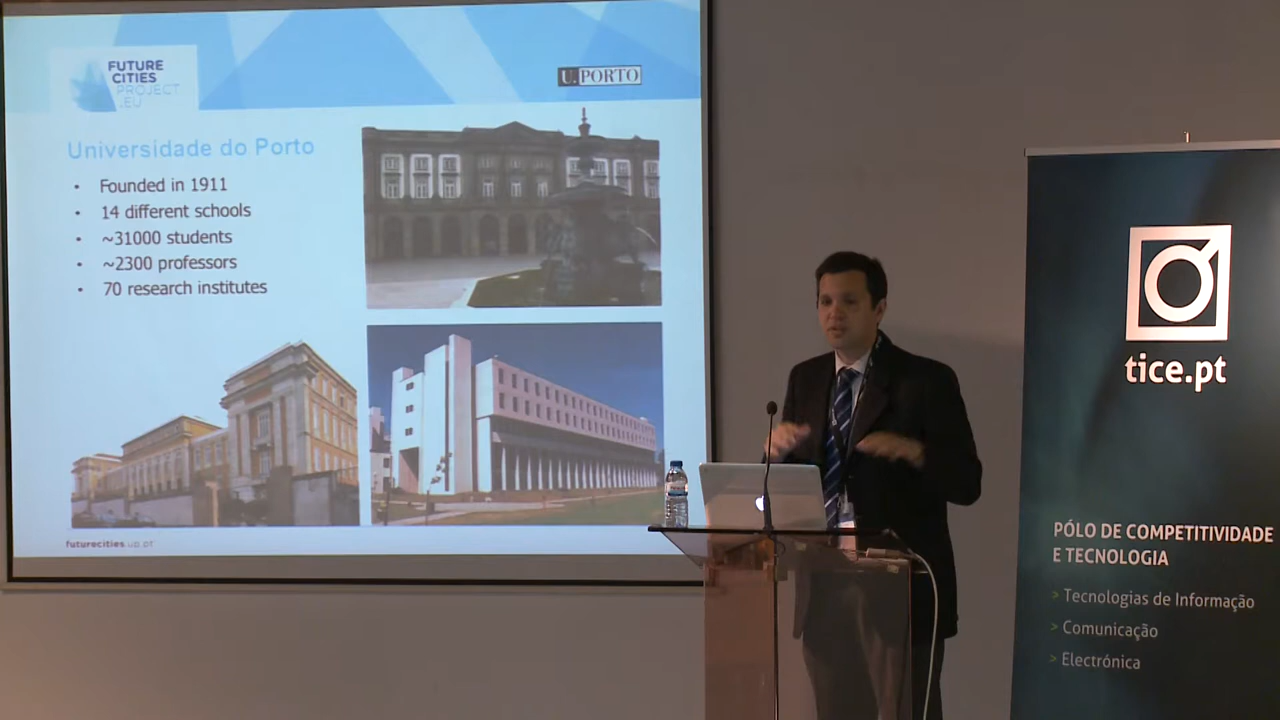 FUTURE
CITIES
PROJECT
.EU
U.PORTO
Universidade do Porto
• Founded in 1911
• 14 different schools
• ~31000 students
• ~2300 professors
• 70 research institutes
futurecities.up.pt
tice.pt
PÓLO DE COMPETITIVIDADE
E TECNOLOGIA
> Tecnologias de Informação
> Comunicação
> Electrónica